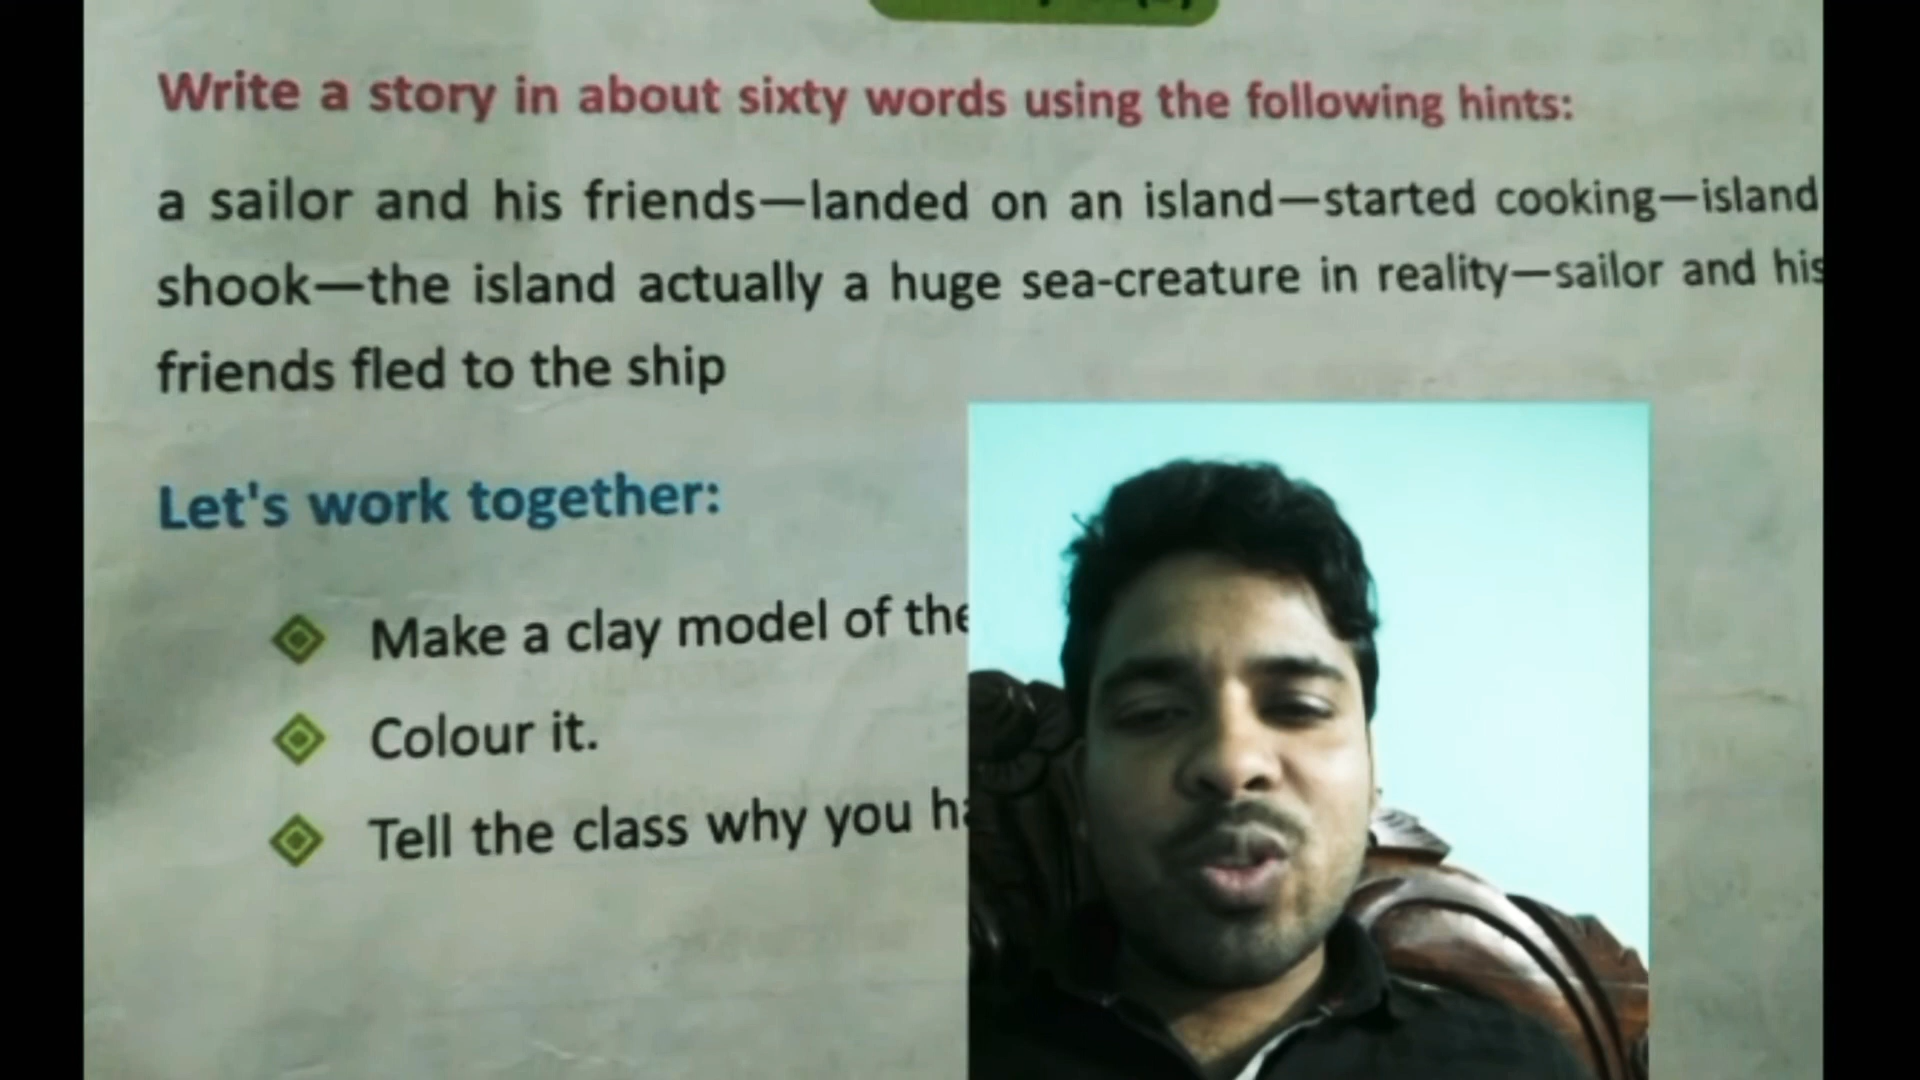 Write a story in about sixty words using the following hints:
a sailor and his friends—landed on an island—started cooking—island
shook—the island actually a huge sea-creature in reality—sailor and his
friends fled to the ship
Let's work together:
Make a clay model of the
Colour it.
Tell the class why you